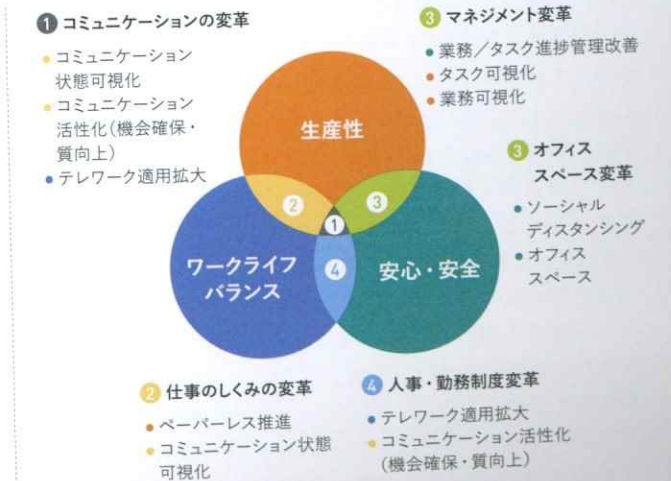 1 コミュニケーションの変革
コミュニケーション
状態可視化
コミュニケーション
活性化(機会確保・
質向上)
テレワーク適用拡大
3 マネジメント変革
業務／タスク進捗管理改善
タスク可視化
業務可視化
3 オフィス
スペース変革
ソーシャル
ディスタンシング
オフィス
スペース
生産性
2
3
1
4
ワークライフ
バランス
安心・安全
2 仕事のしくみの変革
ペーパーレス推進
コミュニケーション状態
可視化
4 人事・勤務制度変革
テレワーク適用拡大
コミュニケーション活性化
(機会確保・質向上)